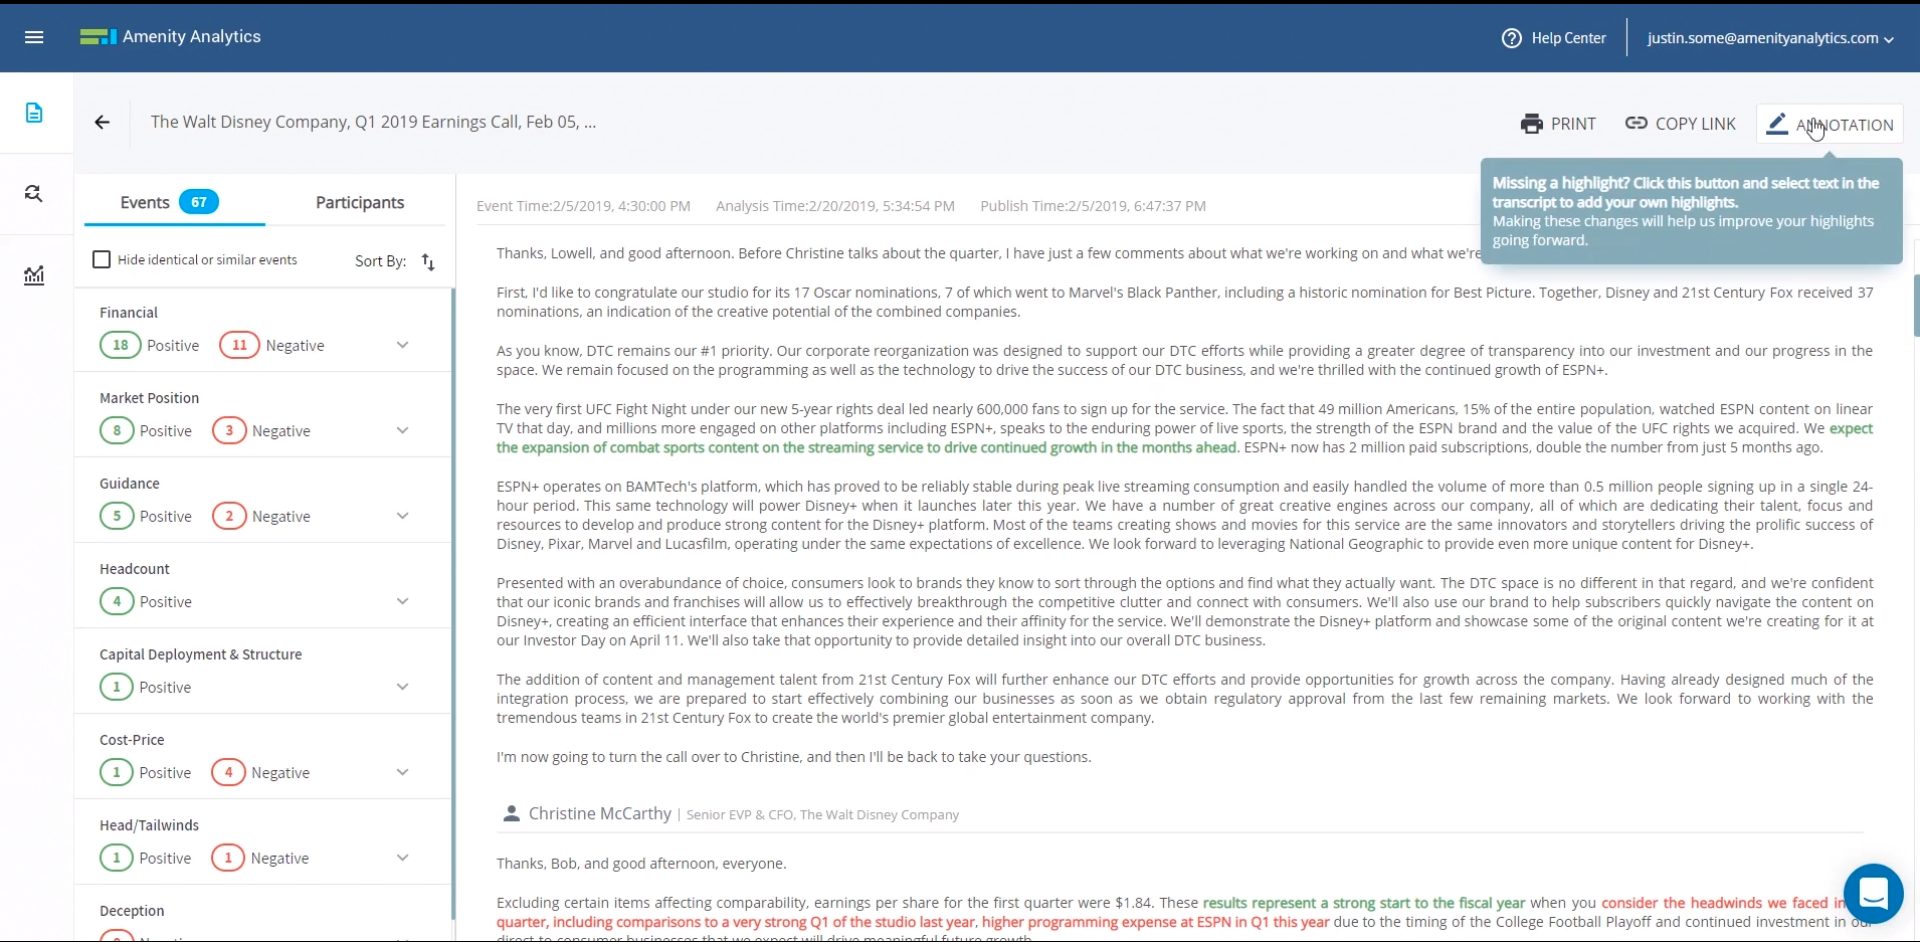 Amenity Analytics
Help Center
justin.some@amenityanalytics.com
The Walt Disney Company, Q1 2019 Earnings Call, Feb 05, ...
PRINT
COPY LINK
ANNOTATION
Missing a highlight? Click this button and select text in the
transcript to add your own highlights.
Making these changes will help us improve your highlights
going forward.
Events 67
Participants
Hide identical or similar events
Sort By:
Financial
18 Positive 11 Negative
Market Position
8 Positive 3 Negative
Guidance
5 Positive 2 Negative
Headcount
4 Positive
Capital Deployment & Structure
1 Positive
Cost-Price
1 Positive 4 Negative
Head/Tailwinds
1 Positive 1 Negative
Deception
Event Time:2/5/2019, 4:30:00 PM Analysis Time:2/20/2019, 5:34:54 PM Publish Time:2/5/2019, 6:47:37 PM
Thanks, Lowell, and good afternoon. Before Christine talks about the quarter, I have just a few comments about what we're working on and what we're
First, I'd like to congratulate our studio for its 17 Oscar nominations, 7 of which went to Marvel's Black Panther, including a historic nomination for Best Picture. Together, Disney and 21st Century Fox received 37
nominations, an indication of the creative potential of the combined companies.
As you know, DTC remains our #1 priority. Our corporate reorganization was designed to support our DTC efforts while providing a greater degree of transparency into our investment and our progress in the
space. We remain focused on the programming as well as the technology to drive the success of our DTC business, and we're thrilled with the continued growth of ESPN+.
The very first UFC Fight Night under our new 5-year rights deal led nearly 600,000 fans to sign up for the service. The fact that 49 million Americans, 15% of the entire population, watched ESPN content on linear
TV that day, and millions more engaged on other platforms including ESPN+, speaks to the enduring power of live sports, the strength of the ESPN brand and the value of the UFC rights we acquired. We expect
the expansion of combat sports content on the streaming service to drive continued growth in the months ahead. ESPN+ now has 2 million paid subscriptions, double the number from just 5 months ago.
ESPN+ operates on BAMTech's platform, which has proved to be reliably stable during peak live streaming consumption and easily handled the volume of more than 0.5 million people signing up in a single 24-
hour period. This same technology will power Disney+ when it launches later this year. We have a number of great creative engines across our company, all of which are dedicating their talent, focus and
resources to develop and produce strong content for the Disney+ platform. Most of the teams creating shows and movies for this service are the same innovators and storytellers driving the prolific success of
Disney, Pixar, Marvel and Lucasfilm, operating under the same expectations of excellence. We look forward to leveraging National Geographic to provide even more unique content for Disney+.
Presented with an overabundance of choice, consumers look to brands they know to sort through the options and find what they actually want. The DTC space is no different in that regard, and we're confident
that our iconic brands and franchises will allow us to effectively breakthrough the competitive clutter and connect with consumers. We'll also use our brand to help subscribers quickly navigate the content on
Disney+, creating an efficient interface that enhances their experience and their affinity for the service. We'll demonstrate the Disney+ platform and showcase some of the original content we're creating for it at
our Investor Day on April 11. We'll also take that opportunity to provide detailed insight into our overall DTC business.
The addition of content and management talent from 21st Century Fox will further enhance our DTC efforts and provide opportunities for growth across the company. Having already designed much of the
integration process, we are prepared to start effectively combining our businesses as soon as we obtain regulatory approval from the last few remaining markets. We look forward to working with the
tremendous teams in 21st Century Fox to create the world's premier global entertainment company.
I'm now going to turn the call over to Christine, and then I'll be back to take your questions.
Christine McCarthy | Senior EVP & CFO, The Walt Disney Company
Thanks, Bob, and good afternoon, everyone.
Excluding certain items affecting comparability, earnings per share for the first quarter were $1.84. These results represent a strong start to the fiscal year when you consider the headwinds we faced in
quarter, including comparisons to a very strong Q1 of the studio last year, higher programming expense at ESPN in Q1 this year due to the timing of the College Football Playoff and continued investment in our
direct-to-consumer businesses that we expect will drive meaningful future growth.